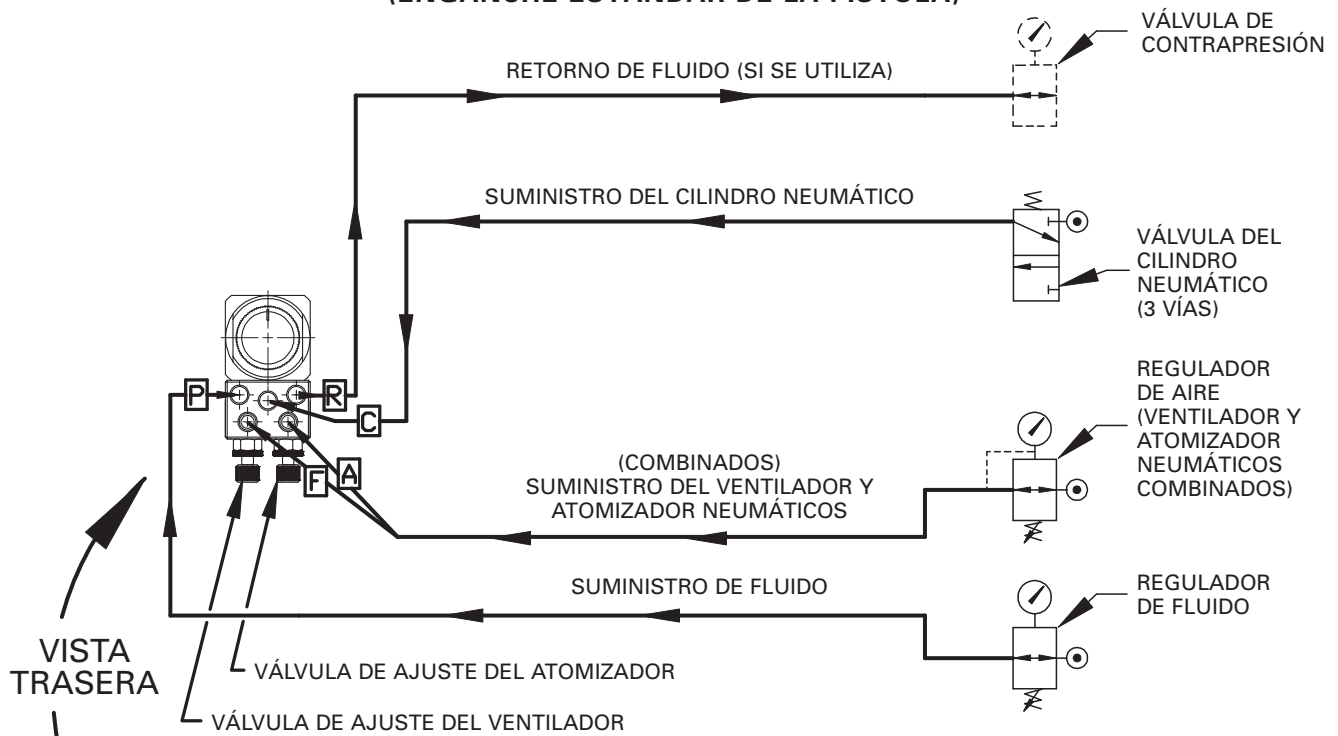 (ENGANCHE ESTÁNDAR DE LA PISTOLA)
VÁLVULA DE
CONTRAPRESIÓN
RETORNO DE FLUIDO (SI SE UTILIZA)
SUMINISTRO DEL CILINDRO NEUMÁTICO
VÁLVULA DEL
CILINDRO
NEUMÁTICO
(3 VÍAS)
P
R
C
F
A
REGULADOR
DE AIRE
(VENTILADOR Y
ATOMIZADOR
NEUMÁTICOS
COMBINADOS)
(COMBINADOS)
SUMINISTRO DEL VENTILADOR Y
ATOMIZADOR NEUMÁTICOS
SUMINISTRO DE FLUIDO
REGULADOR
DE FLUIDO
VISTA
TRASERA
VÁLVULA DE AJUSTE DEL ATOMIZADOR
VÁLVULA DE AJUSTE DEL VENTILADOR